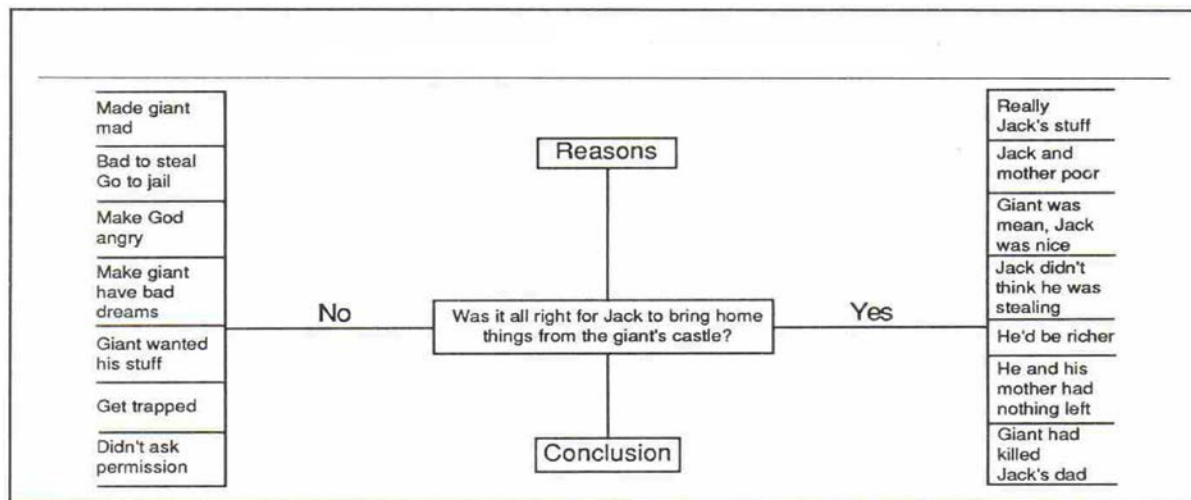 Made giant
mad
Bad to steal
Go to jail
Make God
angry
Make giant
have bad
dreams
Giant wanted
his stuff
Get trapped
Didn't ask
permission
No
Reasons
Was it all right for Jack to bring home
things from the giant's castle?
Conclusion
Yes
Really
Jack's stuff
Jack and
mother poor
Giant was
mean, Jack
was nice
Jack didn't
think he was
stealing
He'd be richer
He and his
mother had
nothing left
Giant had
killed
Jack's dad